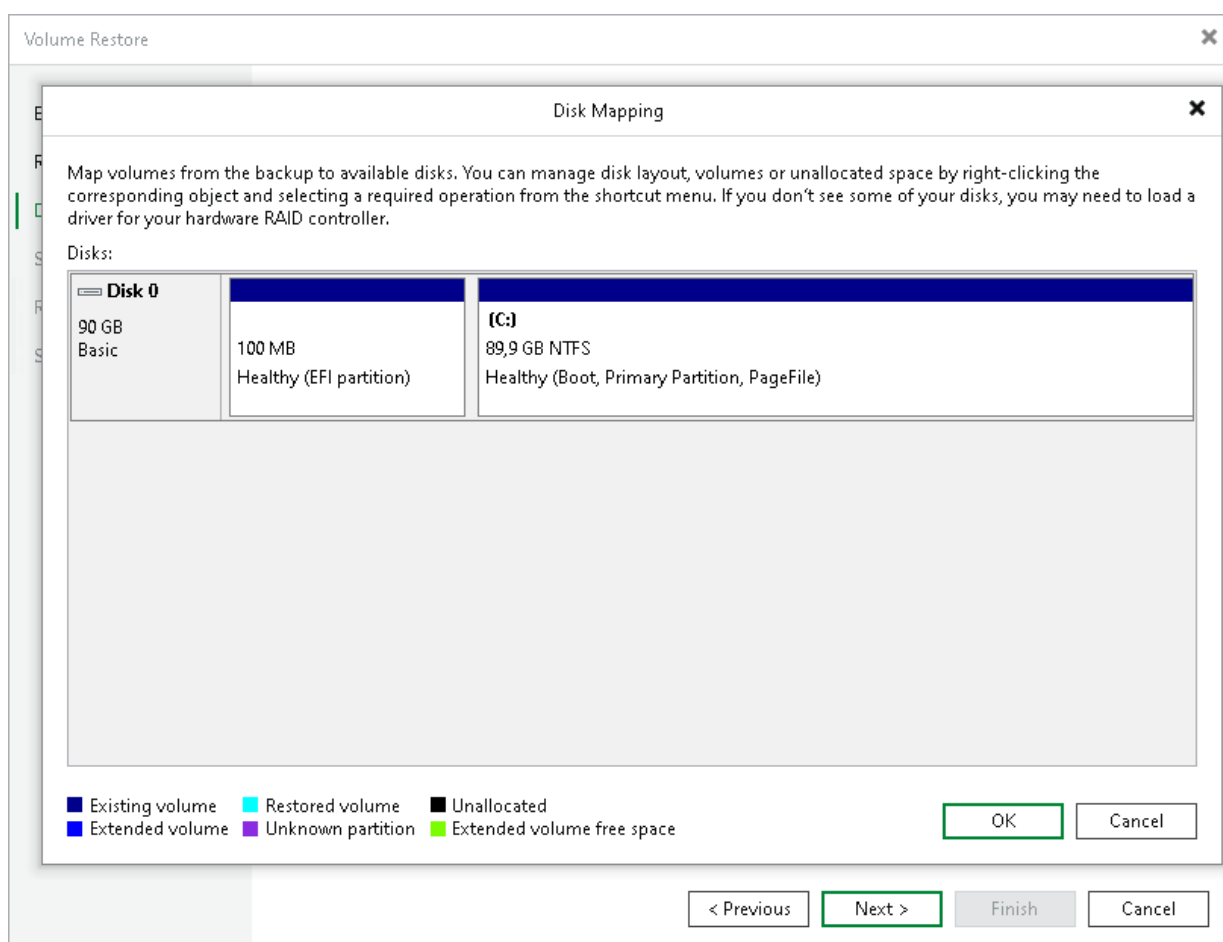 Volume Restore
Disk Mapping
Map volumes from the backup to available disks. You can manage disk layout, volumes or unallocated space by right-clicking the
corresponding object and selecting a required operation from the shortcut menu. If you don't see some of your disks, you may need to load a
driver for your hardware RAID controller.
Disks:
Disk 0
90 GB
Basic
100 MB
Healthy (EFI partition)
(C:)
89,9 GB NTFS
Healthy (Boot, Primary Partition, PageFile)
Existing volume
Restored volume
Unallocated
Extended volume
Unknown partition
Extended volume free space
OK
Cancel
< Previous
Next >
Finish
Cancel